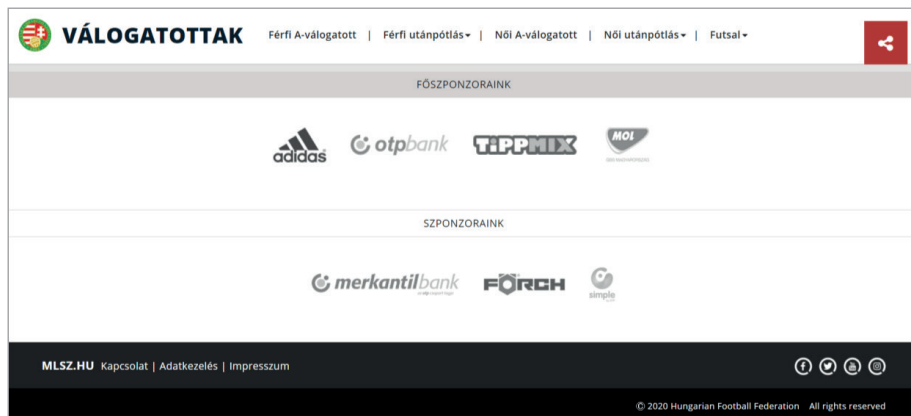 VÁLOGATOTTAK Férfi A-válogatott | Férfi utánpótlás | Női A-válogatott | Női utánpótlás | Futsal
FŐSZPONZORAINK
adidas otpbank TiPPMIX MOL
SZPONZORAINK
merkantilbank FÖRCH simple
MLSZ.HU Kapcsolat | Adatkezelés | Impresszum
© 2020 Hungarian Football Federation All rights reserved